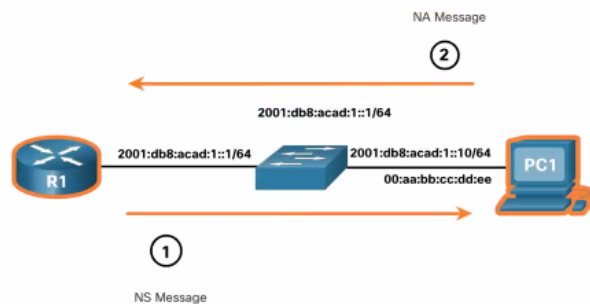 NA Message
2
2001:db8:acad:1::1/64
2001:db8:acad:1::1/64
2001:db8:acad:1::10/64
00:aa:bb:cc:dd:ee
R1
PC1
1
NS Message